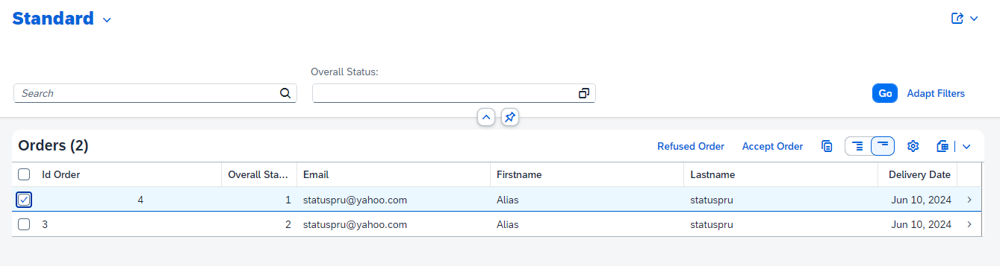 Standard
Overall Status:
Search
Go Adapt Filters
Orders (2) Refused Order Accept Order
Id Order Overall Sta... Email Firstname Lastname Delivery Date
4 1 statuspru@yahoo.com Alias statuspru Jun 10, 2024
3 2 statuspru@yahoo.com Alias statuspru Jun 10, 2024